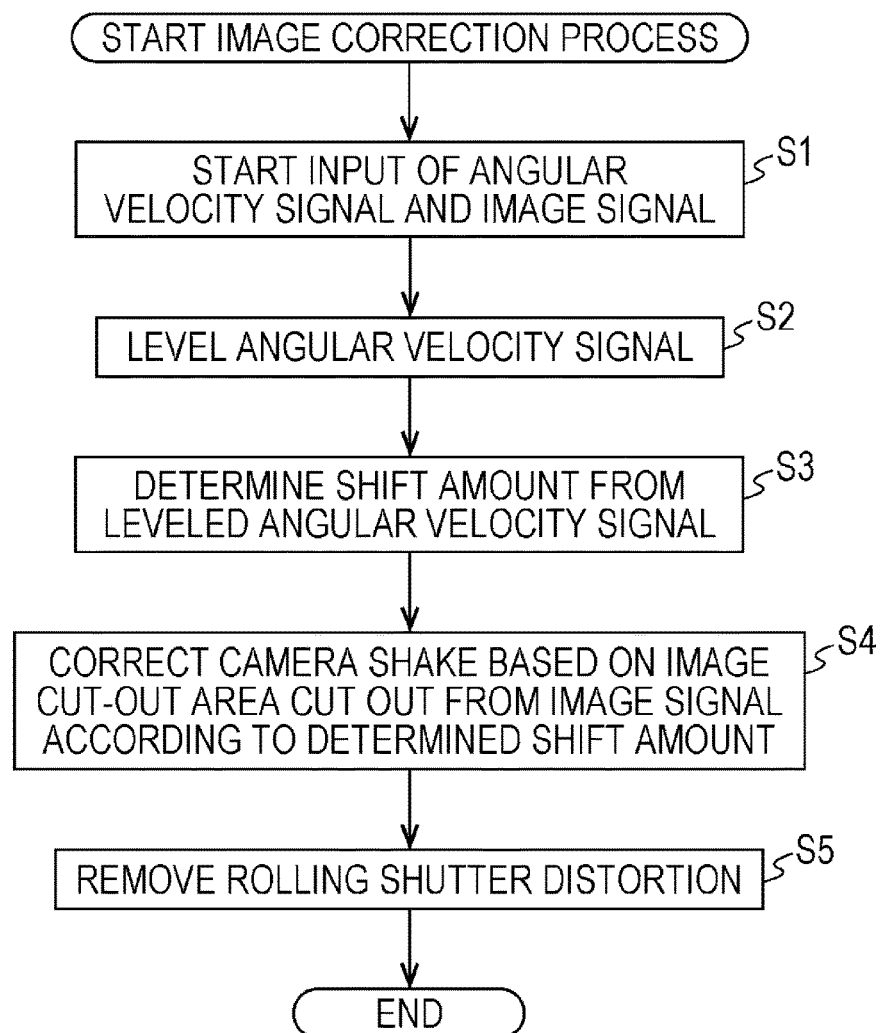 START IMAGE CORRECTION PROCESS
S1
START INPUT OF ANGULAR
VELOCITY SIGNAL AND IMAGE SIGNAL
S2
LEVEL ANGULAR VELOCITY SIGNAL
S3
DETERMINE SHIFT AMOUNT FROM
LEVELED ANGULAR VELOCITY SIGNAL
S4
CORRECT CAMERA SHAKE BASED ON IMAGE
CUT-OUT AREA CUT OUT FROM IMAGE SIGNAL
ACCORDING TO DETERMINED SHIFT AMOUNT
S5
REMOVE ROLLING SHUTTER DISTORTION
END